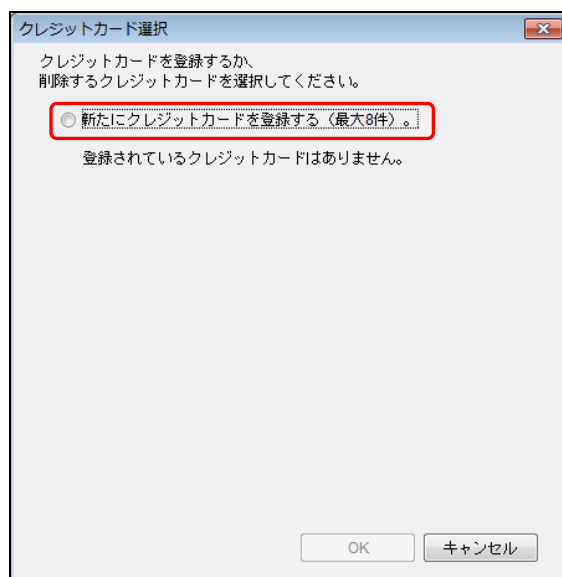 クレジットカード選択
クレジットカードを登録するか、
削除するクレジットカードを選択してください。
新たにクレジットカードを登録する（最大8件）。
登録されているクレジットカードはありません。
OK
キャンセル